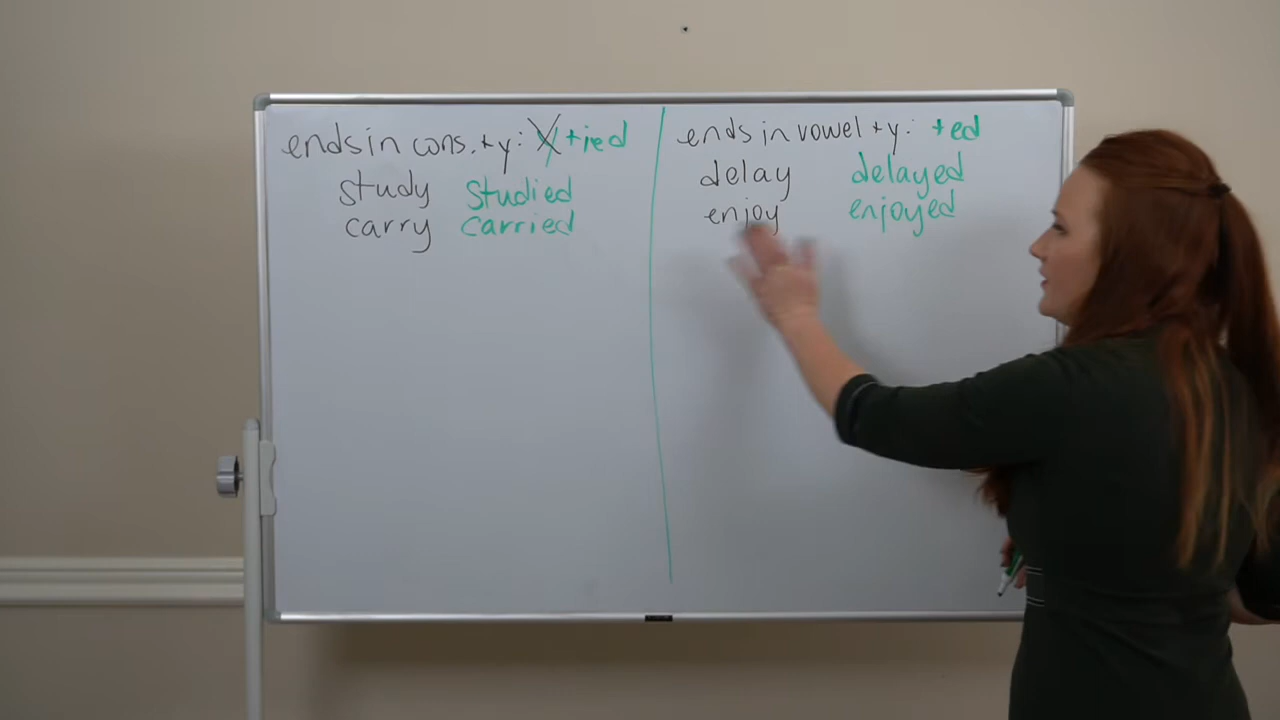 ends in cons. + y: y +ied
study studied
carry carried
ends in vowel + y: +ed
delay delayed
enjoy enjoyed